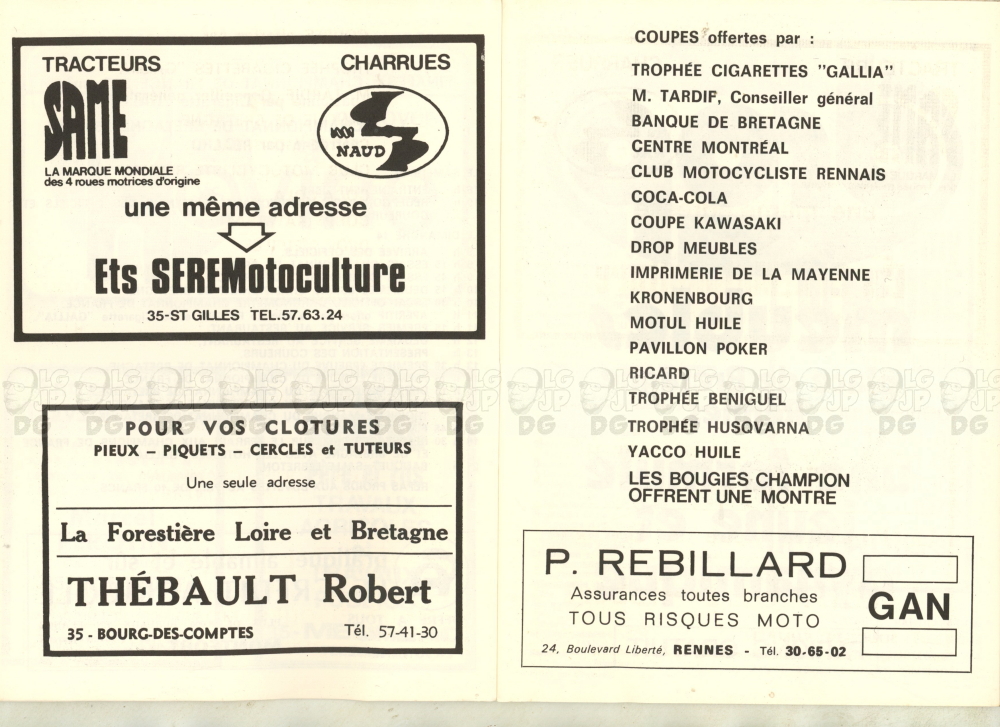 TRACTEURS
SAME
LA MARQUE MONDIALE
des 4 roues motrices d'origine
CHARRUES
NAUD
une même adresse
Ets SEREMotoculture
35-ST GILLES TEL.57.63.24
POUR VOS CLOTURES
PIEUX – PIQUETS – CERCLES et TUTEURS
Une seule adresse
La Forestière Loire et Bretagne
THÉBAULT Robert
35 - BOURG-DES-COMPTES Tél. 57-41-30
COUPES offertes par :
TROPHÉE CIGARETTES "GALLIA"
M. TARDIF, Conseiller général
BANQUE DE BRETAGNE
CENTRE MONTRÉAL
CLUB MOTOCYCLISTE RENNAIS
COCA-COLA
COUPE KAWASAKI
DROP MEUBLES
IMPRIMERIE DE LA MAYENNE
KRONENBOURG
MOTUL HUILE
PAVILLON POKER
RICARD
TROPHÉE BENIGUEL
TROPHÉE HUSQVARNA
YACCO HUILE
LES BOUGIES CHAMPION
OFFRENT UNE MONTRE
P. REBILLARD
Assurances toutes branches
TOUS RISQUES MOTO
24, Boulevard Liberté, RENNES - Tél. 30-65-02
GAN